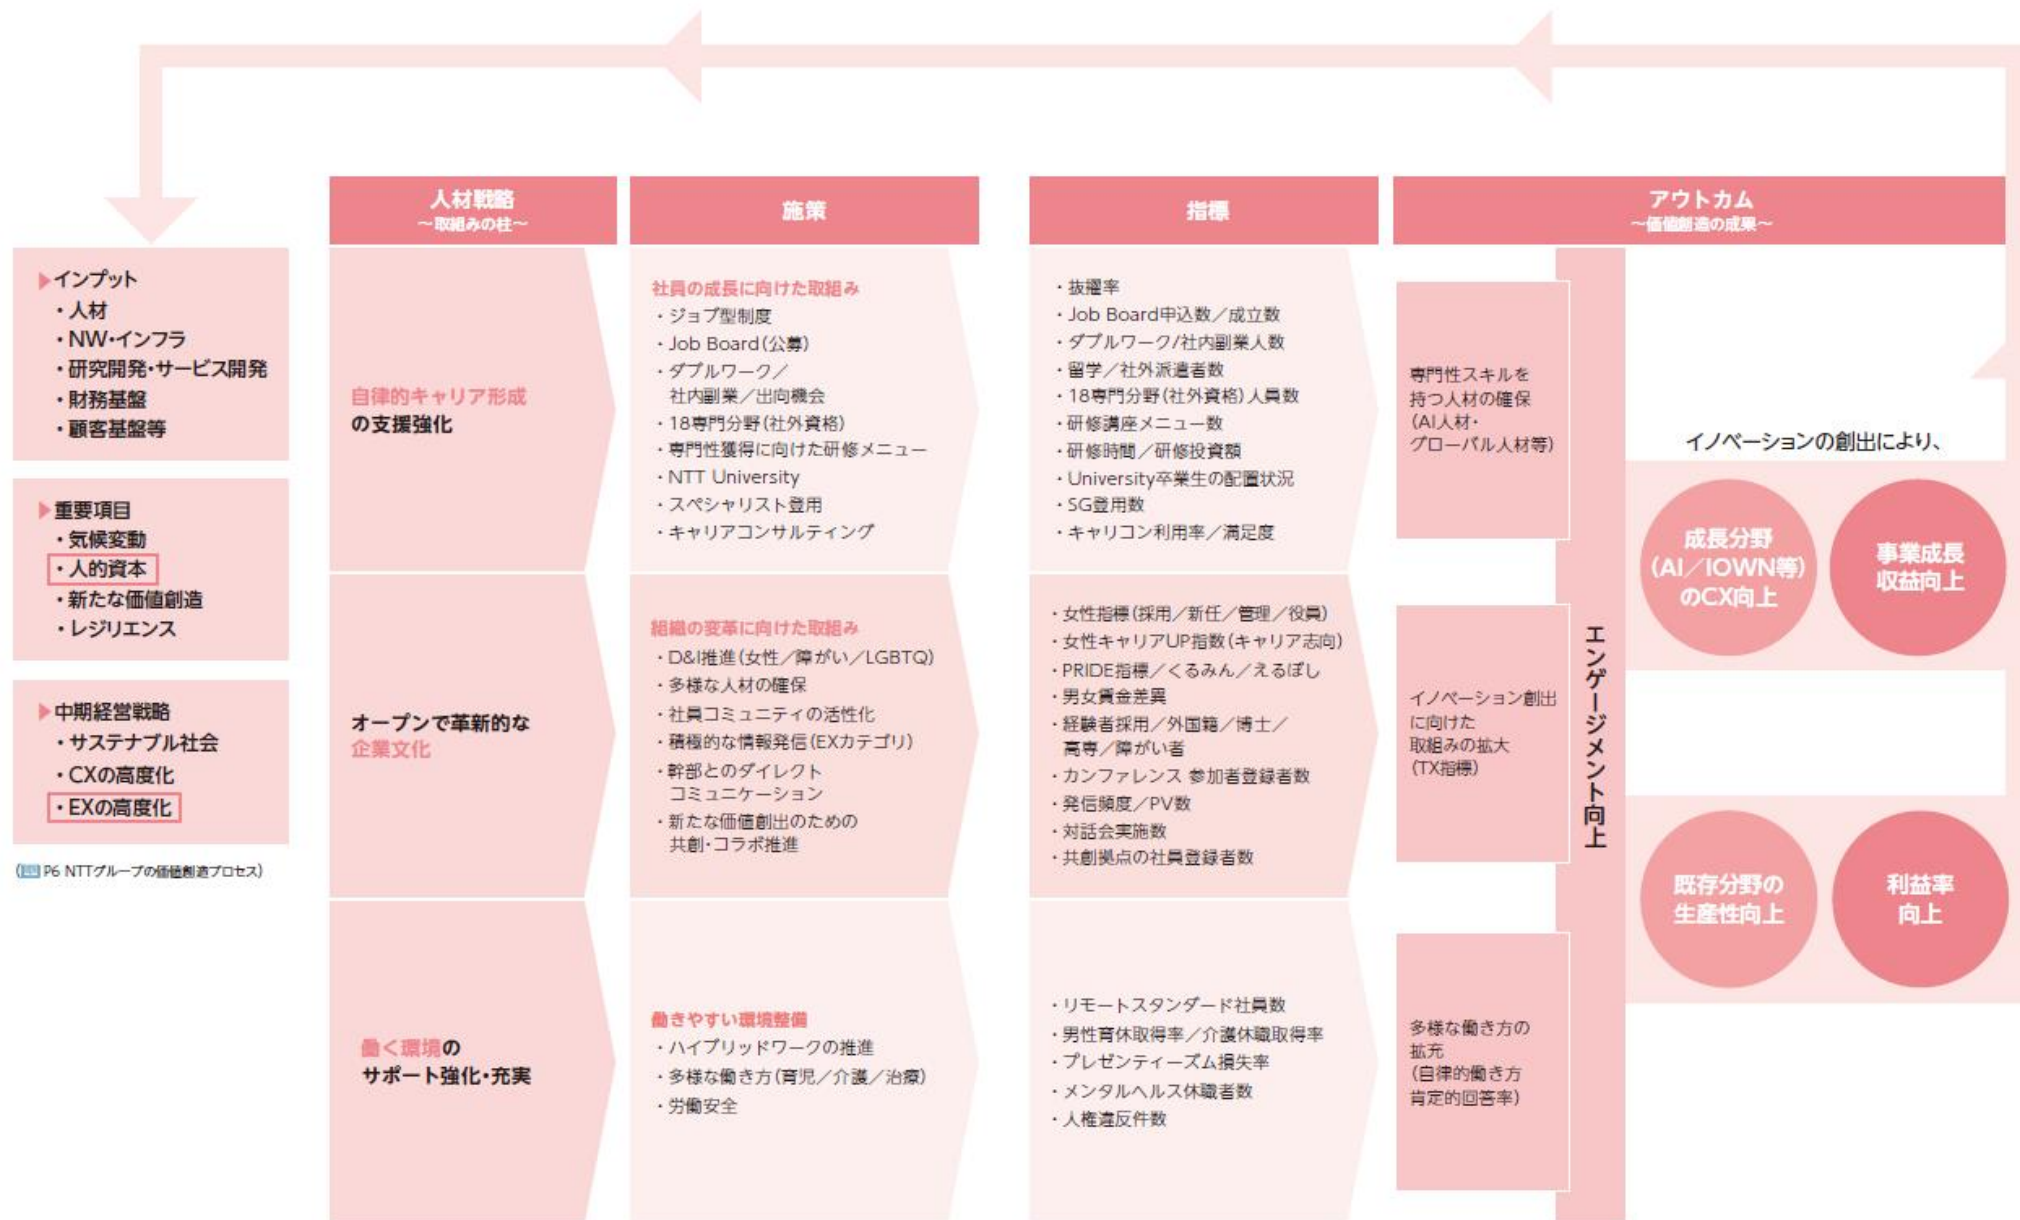 人材戦略
～取組みの柱～
施策
指標
アウトカム
～価値創造の成果～
▶インプット
・人材
・NW・インフラ
・研究開発・サービス開発
・財務基盤
・顧客基盤等
▶重要項目
・気候変動
・人的資本
・新たな価値創造
・レジリエンス
▶中期経営戦略
・サステナブル社会
・CXの高度化
・EXの高度化
(P6 NTTグループの価値創造プロセス)
自律的キャリア形成
の支援強化
社員の成長に向けた取組み
・ジョブ型制度
・Job Board(公募)
・ダブルワーク／
社内副業／出向機会
・18専門分野(社外資格)
・専門性獲得に向けた研修メニュー
・NTT University
・スペシャリスト登用
・キャリアコンサルティング
・抜擢率
・Job Board申込数／成立数
・ダブルワーク/社内副業人数
・留学／社外派遣者数
・18専門分野(社外資格)人員数
・研修講座メニュー数
・研修時間／研修投資額
・University卒業生の配置状況
・SG登用数
・キャリコン利用率／満足度
専門性スキルを
持つ人材の確保
(AI人材・
グローバル人材等)
オープンで革新的な
企業文化
組織の変革に向けた取組み
・D&I推進(女性／障がい／LGBTQ)
・多様な人材の確保
・社員コミュニティの活性化
・積極的な情報発信(EXカテゴリ)
・幹部とのダイレクト
コミュニケーション
・新たな価値創出のための
共創・コラボ推進
・女性指標(採用／新任／管理／役員)
・女性キャリアUP指数(キャリア志向)
・PRIDE指標／くるみん／えるぼし
・男女賃金差異
・経験者採用／外国籍／博士／
高専／障がい者
・カンファレンス 参加者登録者数
・発信頻度／PV数
・対話会実施数
・共創拠点の社員登録者数
イノベーション創出
に向けた
取組みの拡大
(TX指標)
働く環境の
サポート強化・充実
働きやすい環境整備
・ハイブリッドワークの推進
・多様な働き方(育児／介護／治療)
・労働安全
・リモートスタンダード社員数
・男性育休取得率／介護休職取得率
・プレゼンティーズム損失率
・メンタルヘルス休職者数
・人権違反件数
多様な働き方の
拡充
(自律的働き方
肯定的回答率)
エンゲージメント向上
イノベーションの創出により、
成長分野
(AI／IOWN等)
のCX向上
事業成長
収益向上
既存分野の
生産性向上
利益率
向上